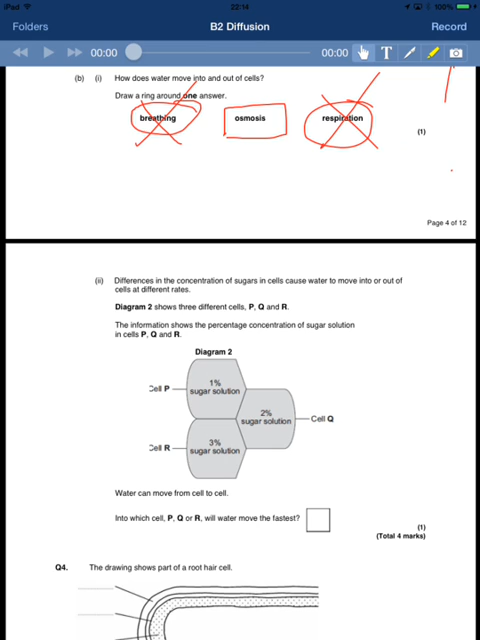 iPad 22:14 100%
Folders B2 Diffusion Record
00:00 00:00 T
(b) (i) How does water move into and out of cells?
Draw a ring around one answer.
breathing osmosis respiration
(1)
Page 4 of 12
(ii) Differences in the concentration of sugars in cells cause water to move into or out of
cells at different rates.
Diagram 2 shows three different cells, P, Q and R.
The information shows the percentage concentration of sugar solution
in cells P, Q and R.
Diagram 2
Cell P
1%
sugar solution
2%
sugar solution
Cell Q
Cell R
3%
sugar solution
Water can move from cell to cell.
Into which cell, P, Q or R, will water move the fastest?
(1)
(Total 4 marks)
Q4. The drawing shows part of a root hair cell.